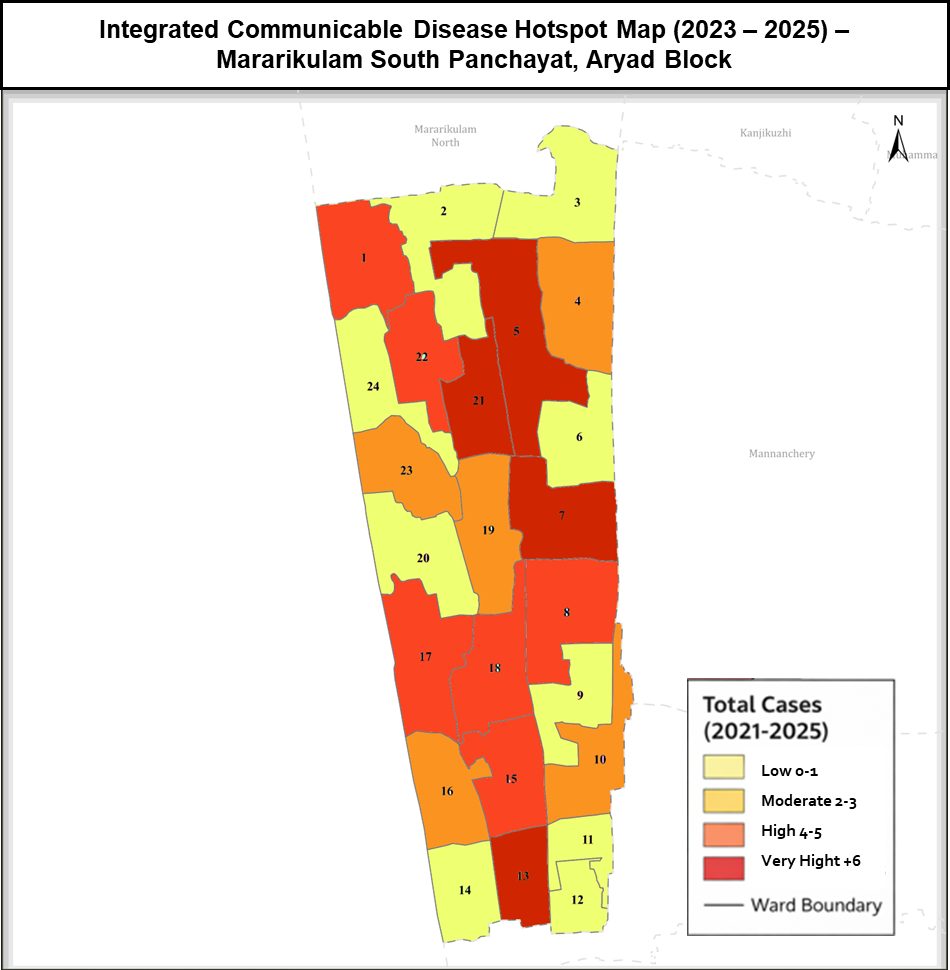 Integrated Communicable Disease Hotspot Map (2023 – 2025) –
Mararikulam South Panchayat, Aryad Block
Mararikulam
North
Kanjikuzhi
N
3
2
1
4
5
22
24
21
6
23
7
19
20
8
17
18
9
10
15
16
11
13
14
12
Mannanchery
Total Cases
(2021-2025)
Low 0-1
Moderate 2-3
High 4-5
Very Hight +6
Ward Boundary